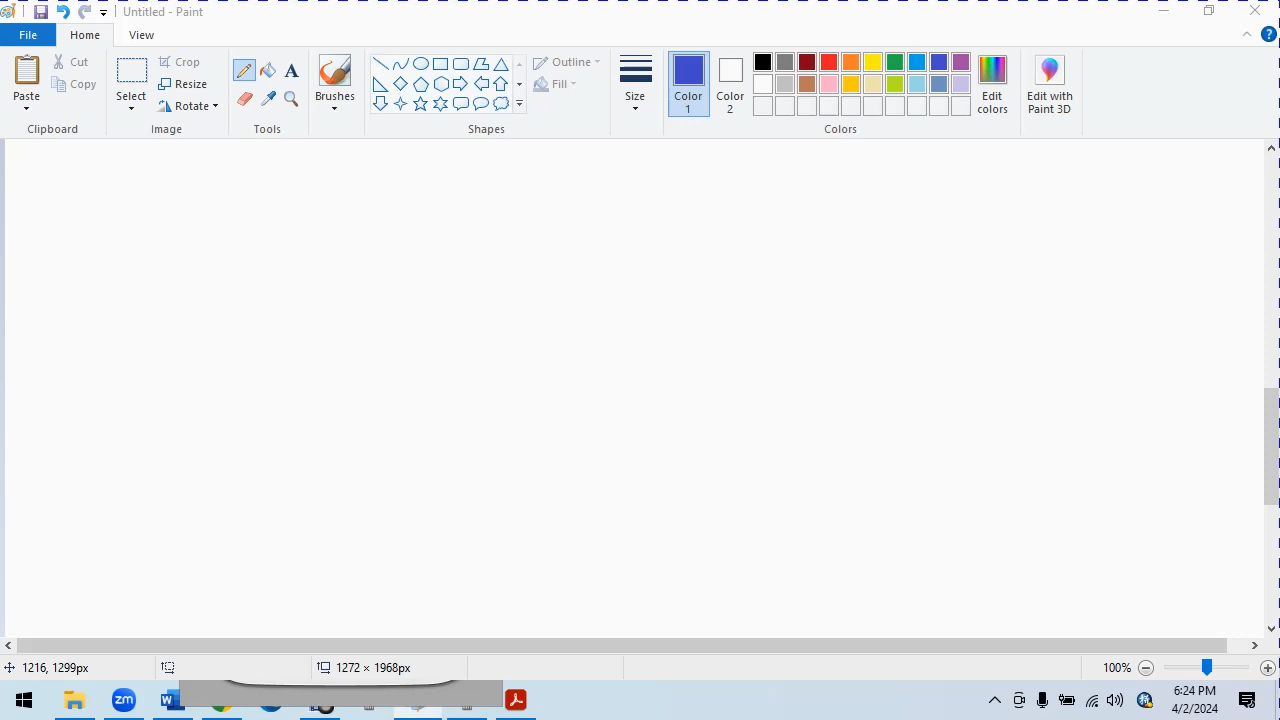 Untitled - Paint
File
Home
View
Paste
Cut
Copy
Clipboard
Select
Crop
Resize
Rotate
Image
A
Tools
Brushes
Shapes
Outline
Fill
Size
Color 1
Color 2
Colors
Edit colors
Edit with Paint 3D
?
1216, 1299px
1272 × 1968px
100%
zm
W
6:24 PM
4/2/2024